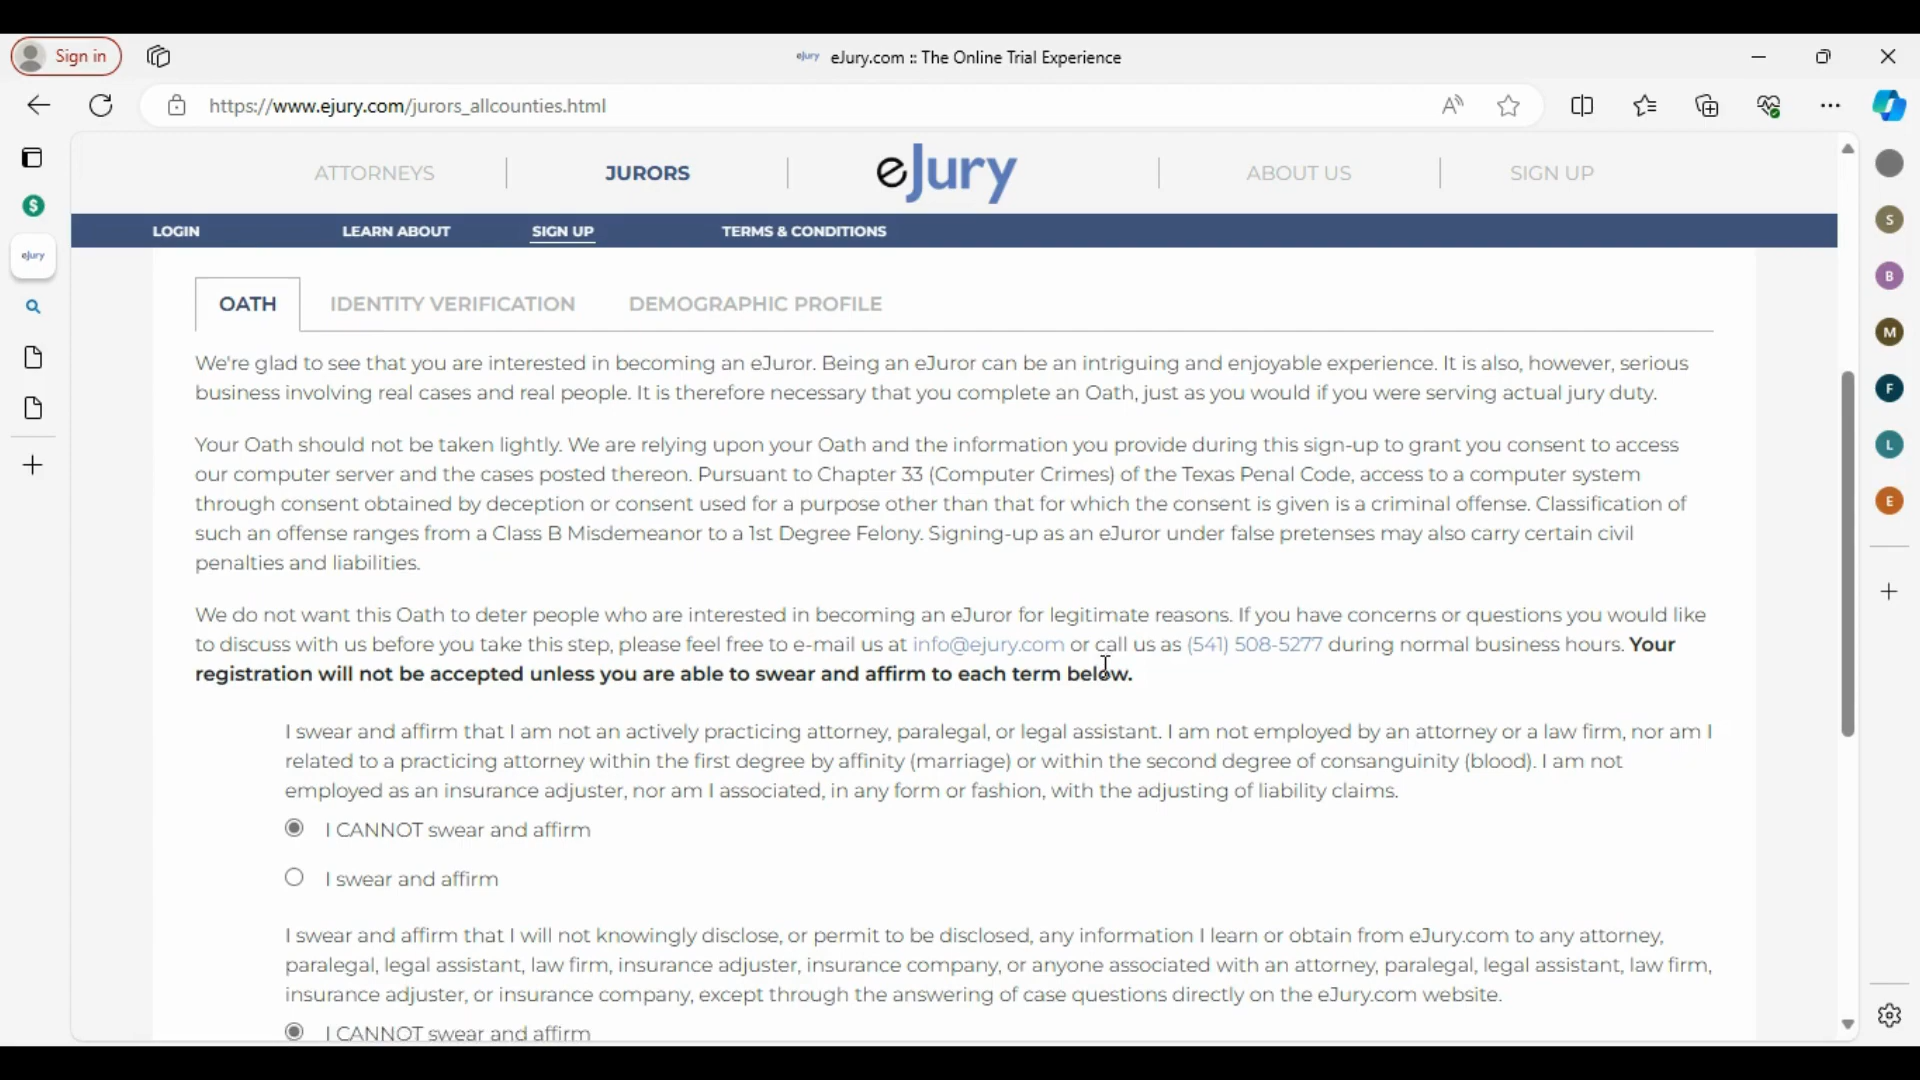 Sign in
eJury eJury.com :: The Online Trial Experience
https://www.ejury.com/jurors_allcounties.html
ATTORNEYS
JURORS
eJury
ABOUT US
SIGN UP
LOGIN
LEARN ABOUT
SIGN UP
TERMS & CONDITIONS
$
eJury
S
B
M
F
L
E
OATH
IDENTITY VERIFICATION
DEMOGRAPHIC PROFILE
We're glad to see that you are interested in becoming an eJuror. Being an eJuror can be an intriguing and enjoyable experience. It is also, however, serious
business involving real cases and real people. It is therefore necessary that you complete an Oath, just as you would if you were serving actual jury duty.
Your Oath should not be taken lightly. We are relying upon your Oath and the information you provide during this sign-up to grant you consent to access
our computer server and the cases posted thereon. Pursuant to Chapter 33 (Computer Crimes) of the Texas Penal Code, access to a computer system
through consent obtained by deception or consent used for a purpose other than that for which the consent is given is a criminal offense. Classification of
such an offense ranges from a Class B Misdemeanor to a 1st Degree Felony. Signing-up as an eJuror under false pretenses may also carry certain civil
penalties and liabilities.
We do not want this Oath to deter people who are interested in becoming an eJuror for legitimate reasons. If you have concerns or questions you would like
to discuss with us before you take this step, please feel free to e-mail us at info@ejury.com or call us as (541) 508-5277 during normal business hours. Your
registration will not be accepted unless you are able to swear and affirm to each term below.
I swear and affirm that I am not an actively practicing attorney, paralegal, or legal assistant. I am not employed by an attorney or a law firm, nor am I
related to a practicing attorney within the first degree by affinity (marriage) or within the second degree of consanguinity (blood). I am not
employed as an insurance adjuster, nor am I associated, in any form or fashion, with the adjusting of liability claims.
I CANNOT swear and affirm
I swear and affirm
I swear and affirm that I will not knowingly disclose, or permit to be disclosed, any information I learn or obtain from eJury.com to any attorney,
paralegal, legal assistant, law firm, insurance adjuster, insurance company, or anyone associated with an attorney, paralegal, legal assistant, law firm,
insurance adjuster, or insurance company, except through the answering of case questions directly on the eJury.com website.
I CANNOT swear and affirm